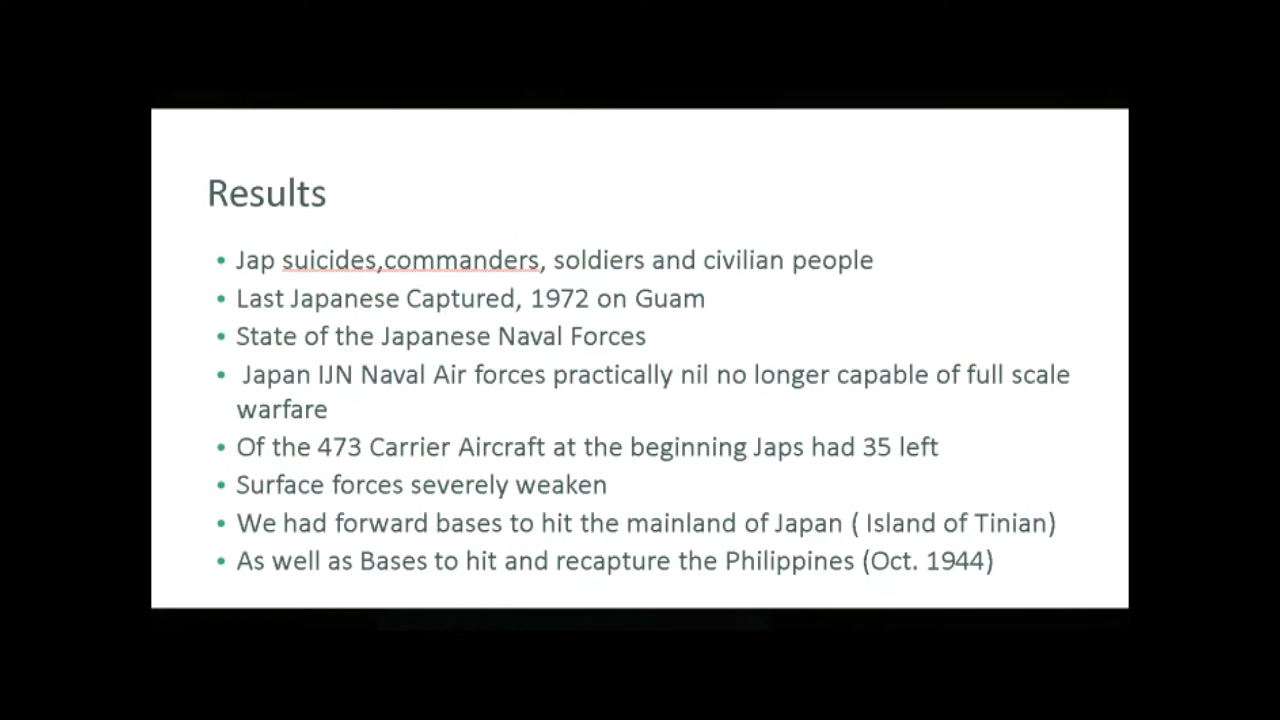 Results
• Jap suicides,commanders, soldiers and civilian people
• Last Japanese Captured, 1972 on Guam
• State of the Japanese Naval Forces
• Japan IJN Naval Air forces practically nil no longer capable of full scale
warfare
• Of the 473 Carrier Aircraft at the beginning Japs had 35 left
• Surface forces severely weaken
• We had forward bases to hit the mainland of Japan ( Island of Tinian)
• As well as Bases to hit and recapture the Philippines (Oct. 1944)